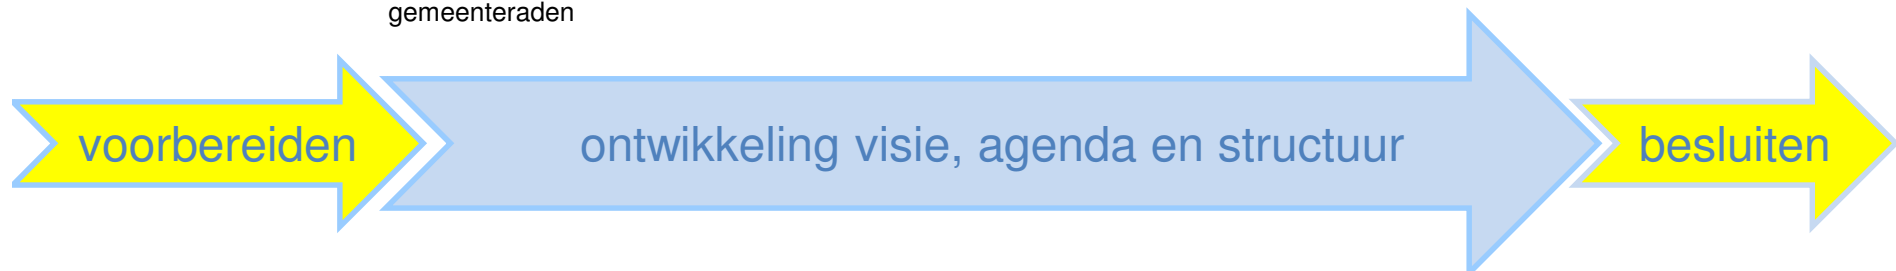 gemeenteraden
voorbereiden
ontwikkeling visie, agenda en structuur
besluiten